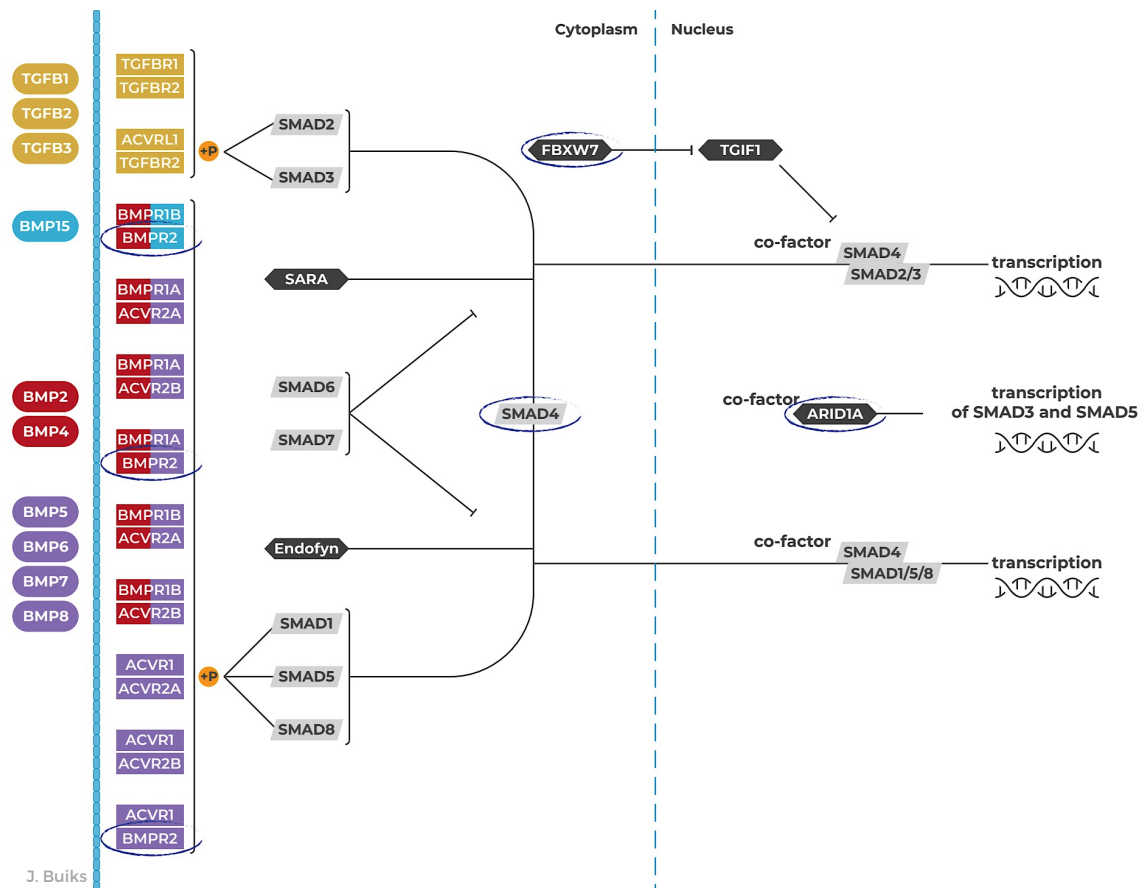 Cytoplasm
Nucleus
TGFB1
TGFB2
TGFB3
BMP15
BMP2
BMP4
BMP5
BMP6
BMP7
BMP8
TGFBR1
TGFBR2
ACVRL1
TGFBR2
BMPR1B
BMPR2
BMPR1A
ACVR2A
BMPR1A
ACVR2B
BMPR1A
BMPR2
BMPR1B
ACVR2A
BMPR1B
ACVR2B
ACVR1
ACVR2A
ACVR1
ACVR2B
ACVR1
BMPR2
+P
+P
SMAD2
SMAD3
SARA
SMAD6
SMAD7
Endofyn
SMAD1
SMAD5
SMAD8
SMAD4
FBXW7
TGIF1
co-factor
SMAD4
SMAD2/3
transcription
co-factor
ARID1A
transcription
of SMAD3 and SMAD5
co-factor
SMAD4
SMAD1/5/8
transcription
J. Buiks